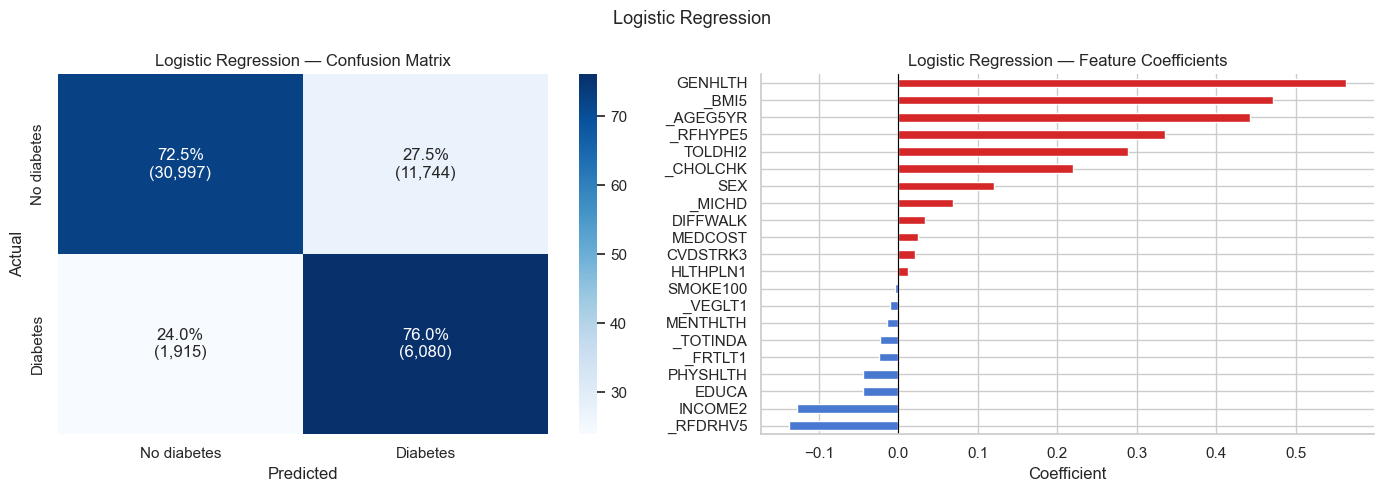 Logistic Regression
Logistic Regression — Confusion Matrix
Actual
No diabetes
Diabetes
72.5%
(30,997)
27.5%
(11,744)
24.0%
(1,915)
76.0%
(6,080)
No diabetes
Diabetes
Predicted
70
60
50
40
30
Logistic Regression — Feature Coefficients
GENHLTH
_BMI5
_AGEG5YR
_RFHYPE5
TOLDHI2
_CHOLCHK
SEX
_MICHD
DIFFWALK
MEDCOST
CVDSTRK3
HLTHPLN1
SMOKE100
_VEGLT1
MENTHLTH
_TOTINDA
_FRTLT1
PHYSHLTH
EDUCA
INCOME2
_RFDRHV5
−0.1
0.0
0.1
0.2
0.3
0.4
0.5
Coefficient